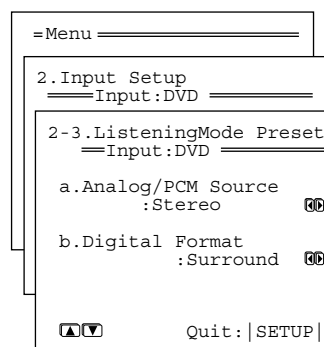 Menu
2.Input Setup
Input:DVD
2-3.ListeningMode Preset
Input:DVD
a.Analog/PCM Source
:Stereo
b.Digital Format
:Surround
Quit:|SETUP|